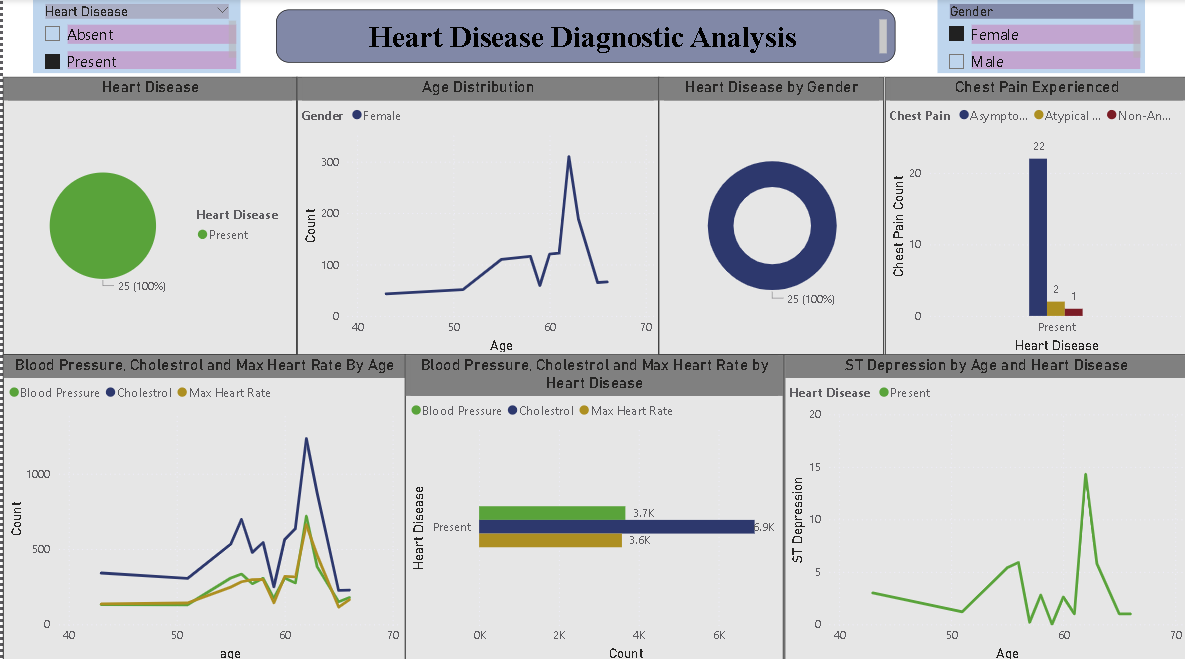 Heart Disease
Absent
Present
Heart Disease Diagnostic Analysis
Gender
Female
Male
Heart Disease
Heart Disease
Present
25 (100%)
Age Distribution
Gender Female
300
200
100
0
Count
40 50 60 70
Age
Heart Disease by Gender
25 (100%)
Chest Pain Experienced
Chest Pain Asympto... Atypical ... Non-An...
20
10
0
Chest Pain Count
22
2
1
Present
Heart Disease
Blood Pressure, Cholestrol and Max Heart Rate By Age
Blood Pressure Cholestrol Max Heart Rate
1000
500
0
Count
40 50 60 70
age
Blood Pressure, Cholestrol and Max Heart Rate by
Heart Disease
Blood Pressure Cholestrol Max Heart Rate
Heart Disease
Present
3.7K
6.9K
3.6K
0K 2K 4K 6K
Count
ST Depression by Age and Heart Disease
Heart Disease Present
20
15
10
5
0
ST Depression
40 50 60 70
Age